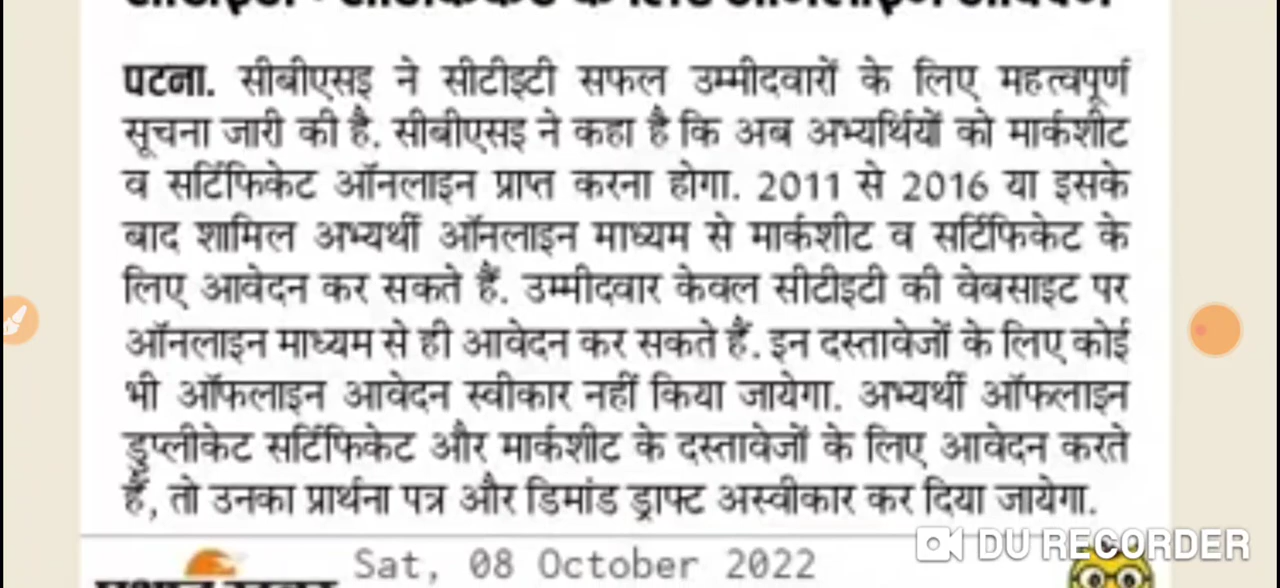 पटना. सीबीएसइ ने सीटीइटी सफल उम्मीदवारों के लिए महत्वपूर्ण
सूचना जारी की है. सीबीएसइ ने कहा है कि अब अभ्यर्थियों को मार्कशीट
व सर्टिफिकेट ऑनलाइन प्राप्त करना होगा. 2011 से 2016 या इसके
बाद शामिल अभ्यर्थी ऑनलाइन माध्यम से मार्कशीट व सर्टिफिकेट के
लिए आवेदन कर सकते हैं. उम्मीदवार केवल सीटीइटी की वेबसाइट पर
ऑनलाइन माध्यम से ही आवेदन कर सकते हैं. इन दस्तावेजों के लिए कोई
भी ऑफलाइन आवेदन स्वीकार नहीं किया जायेगा. अभ्यर्थी ऑफलाइन
डुप्लीकेट सर्टिफिकेट और मार्कशीट के दस्तावेजों के लिए आवेदन करते
हैं, तो उनका प्रार्थना पत्र और डिमांड ड्राफ्ट अस्वीकार कर दिया जायेगा.
DU RECORDER
Sat, 08 October 2022